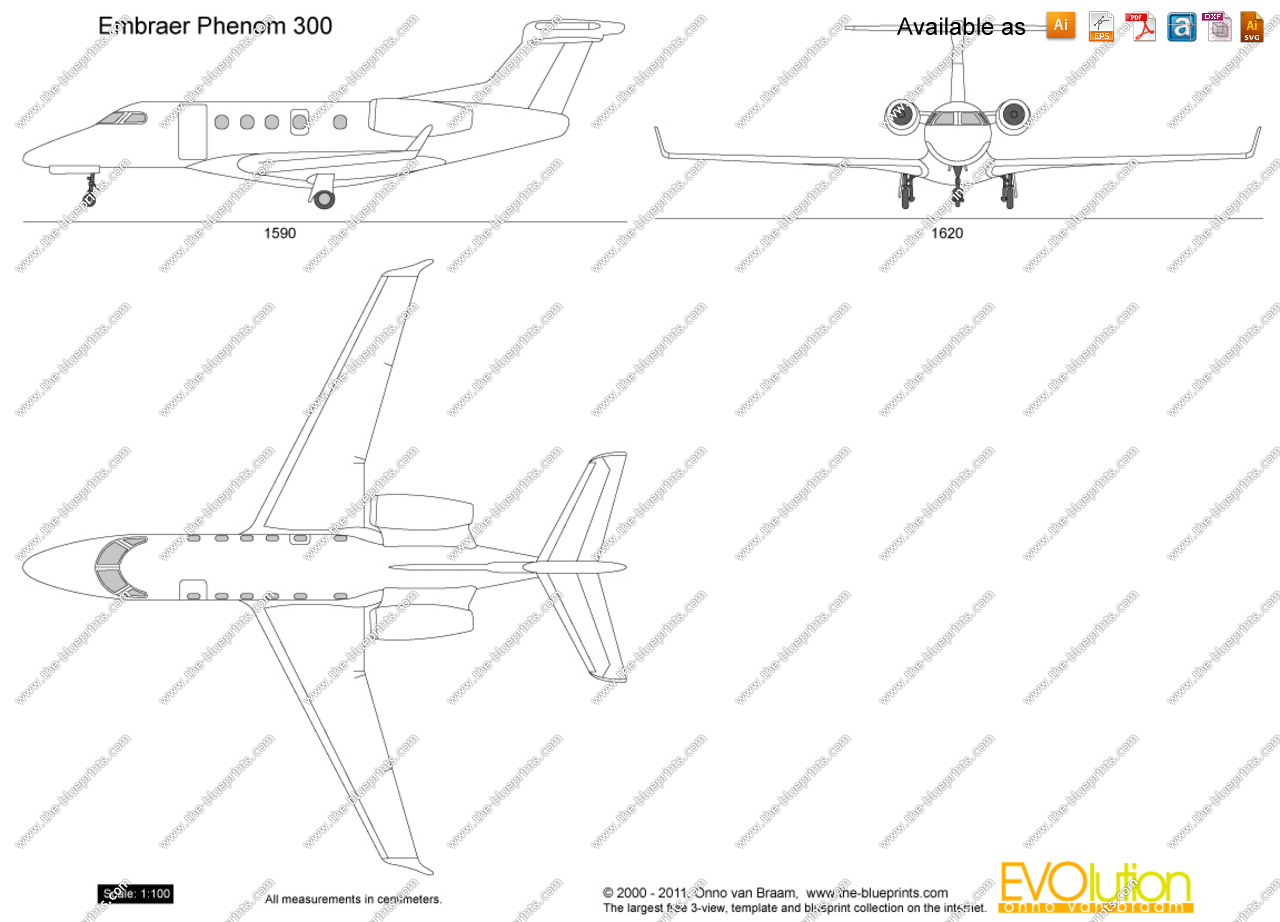 Embraer Phenom 300
Available as
Ai
EPS
PDF
a
DXF
Ai
SVG
1590
1620
Scale: 1:100
All measurements in centimeters.
© 2000 - 2011, Onno van Braam, www.the-blueprints.com
The largest free 3-view, template and blueprint collection on the internet.
EVOlution
onno van braam
www.the-blueprints.com